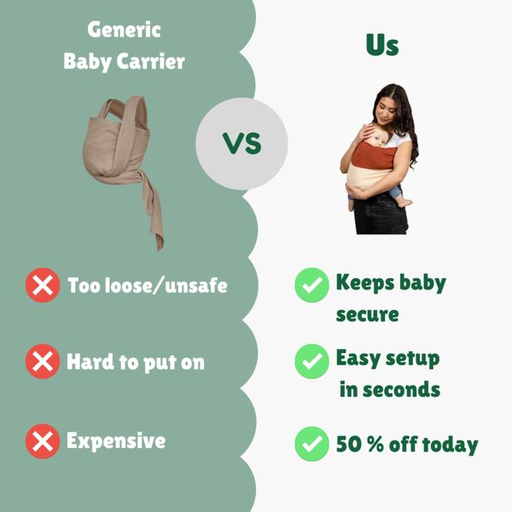 Generic
Baby Carrier
Us
VS
Too loose/unsafe
Keeps baby
secure
Hard to put on
Easy setup
in seconds
Expensive
50 % off today